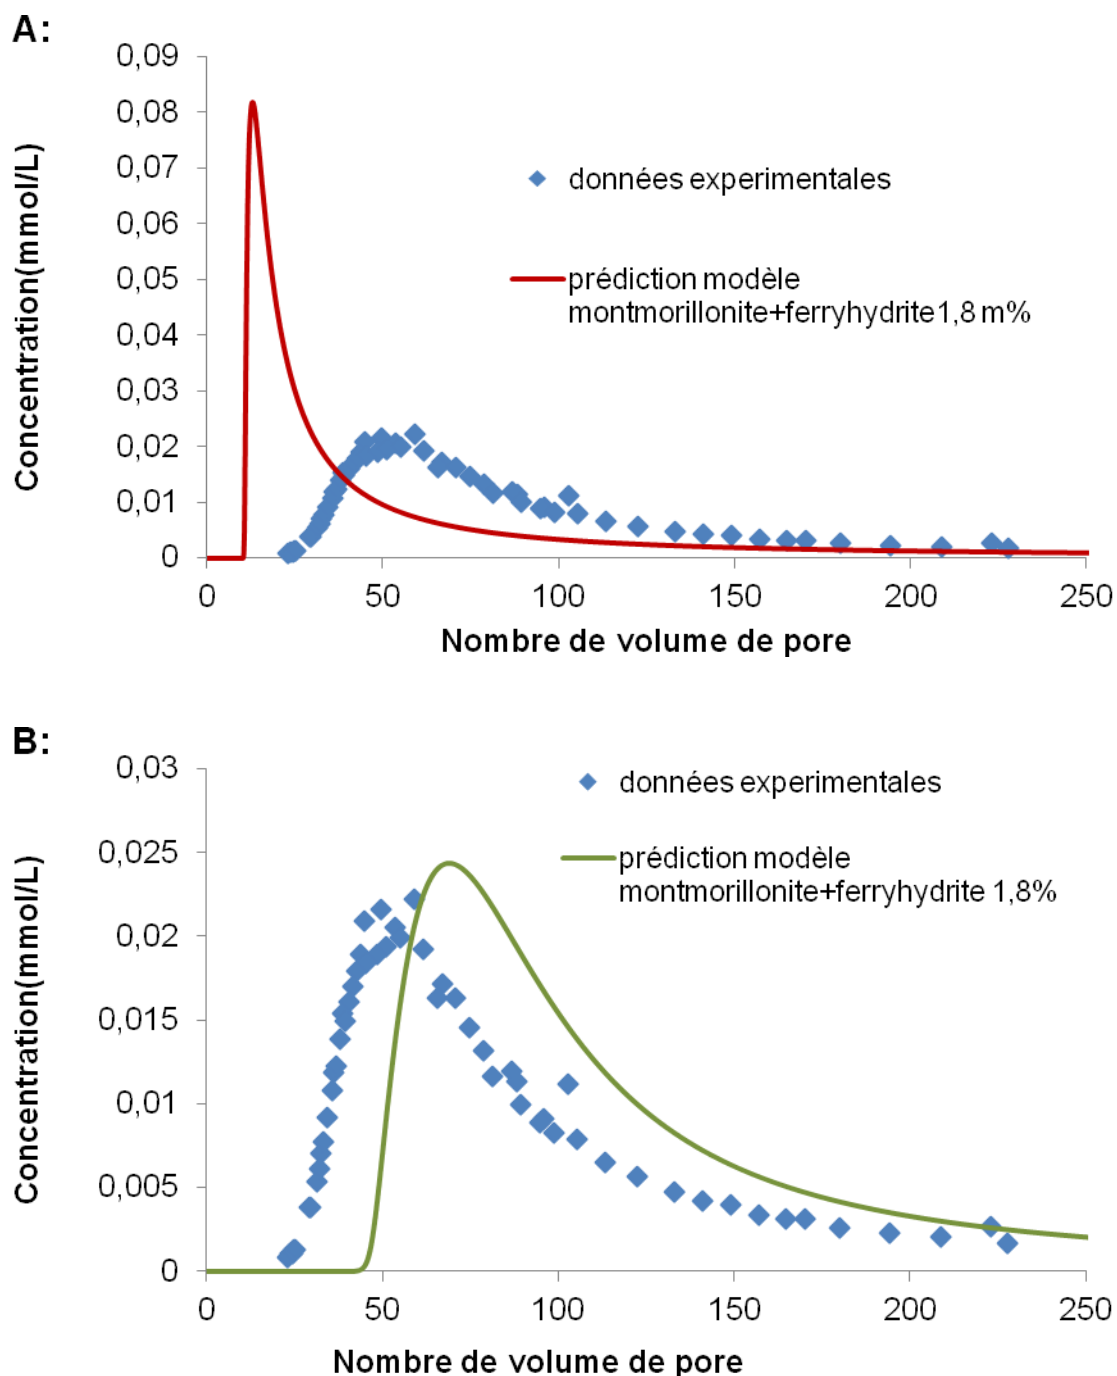 A:
0,09
0,08
0,07
0,06
0,05
0,04
0,03
0,02
0,01
0
Concentration(mmol/L)
données experimentales
prédiction modèle
montmorillonite+ferryhydrite1,8 m%
0 50 100 150 200 250
Nombre de volume de pore
B:
0,03
0,025
0,02
0,015
0,01
0,005
0
Concentration(mmol/L)
données experimentales
prédiction modèle
montmorillonite+ferryhydrite 1,8%
0 50 100 150 200 250
Nombre de volume de pore